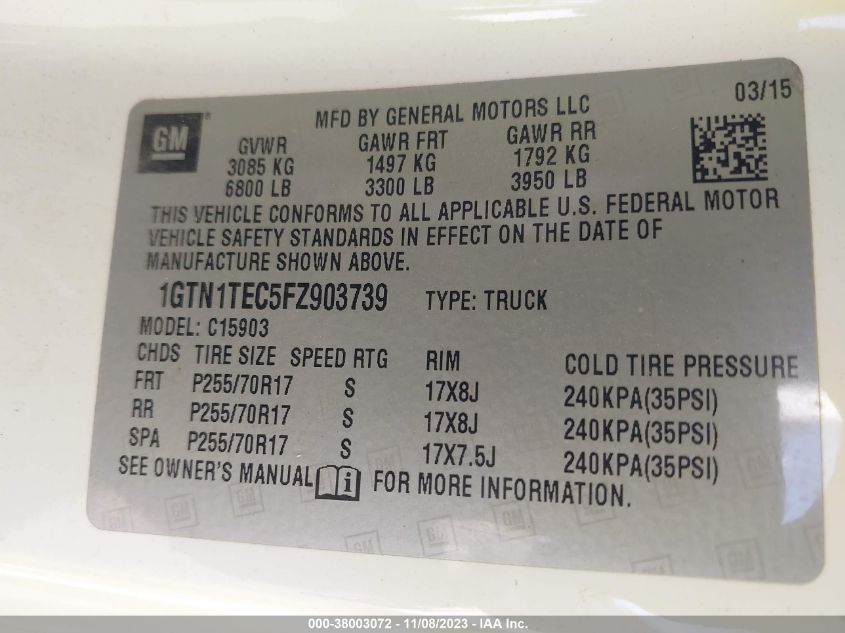 03/15
GM®
MFD BY GENERAL MOTORS LLC
GVWR GAWR FRT GAWR RR
3085 KG 1497 KG 1792 KG
6800 LB 3300 LB 3950 LB
THIS VEHICLE CONFORMS TO ALL APPLICABLE U.S. FEDERAL MOTOR
VEHICLE SAFETY STANDARDS IN EFFECT ON THE DATE OF
MANUFACTURE SHOWN ABOVE.
1GTN1TEC5FZ903739 TYPE: TRUCK
MODEL: C15903
CHDS TIRE SIZE SPEED RTG RIM COLD TIRE PRESSURE
FRT P255/70R17 S 17X8J 240KPA(35PSI)
RR P255/70R17 S 17X8J 240KPA(35PSI)
SPA P255/70R17 S 17X7.5J 240KPA(35PSI)
SEE OWNER'S MANUAL i FOR MORE INFORMATION.
000-38003072 - 11/08/2023 - IAA Inc.